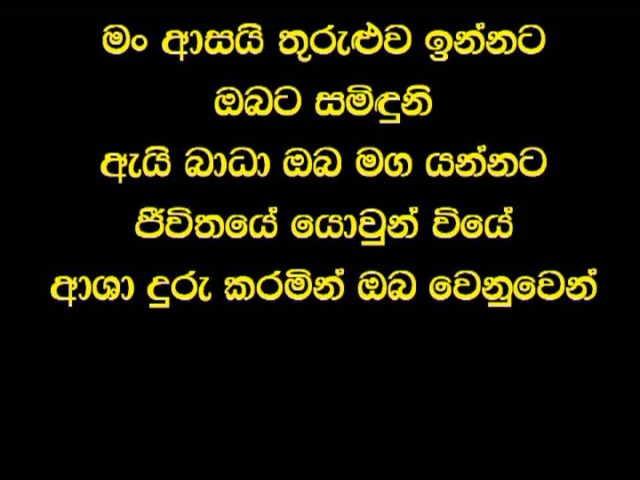 මං ආසයි තුරුළුව ඉන්නට
ඔබට සමිඳුනි
ඇයි බාධා ඔබ මග යන්නට
ජීවිතයේ යොවුන් වියේ
ආශා දුරු කරමින් ඔබ වෙනුවෙන්